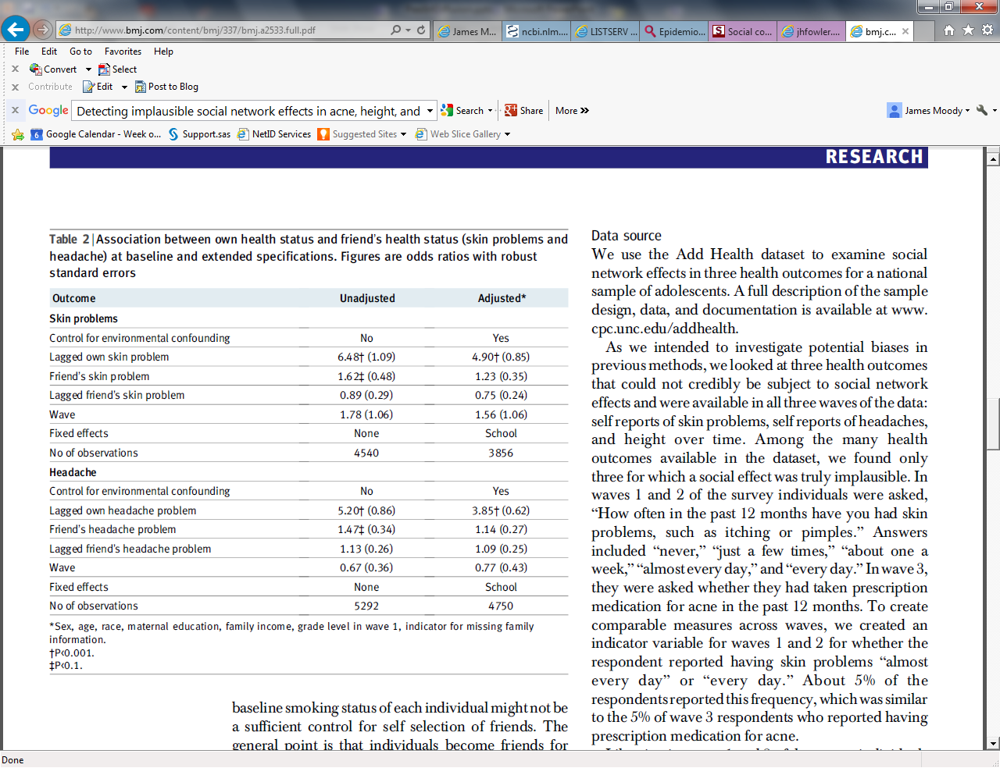 http://www.bmj.com/content/bmj/337/bmj.a2533.full.pdf
James M...
ncbi.nlm....
LISTSERV ...
Epidemio...
Social co...
jhfowler....
bmj.c...
File Edit Go to Favorites Help
x Convert Select
x Contribute Edit Post to Blog
x Google Detecting implausible social network effects in acne, height, and Search Share More » James Moody
Google Calendar - Week o... Support.sas NetID Services Suggested Sites Web Slice Gallery
RESEARCH
Table 2|Association between own health status and friend's health status (skin problems and
headache) at baseline and extended specifications. Figures are odds ratios with robust
standard errors
Outcome Unadjusted Adjusted*
Skin problems
Control for environmental confounding No Yes
Lagged own skin problem 6.48† (1.09) 4.90† (0.85)
Friend's skin problem 1.62‡ (0.48) 1.23 (0.35)
Lagged friend's skin problem 0.89 (0.29) 0.75 (0.24)
Wave 1.78 (1.06) 1.56 (1.06)
Fixed effects None School
No of observations 4540 3856
Headache
Control for environmental confounding No Yes
Lagged own headache problem 5.20† (0.86) 3.85† (0.62)
Friend's headache problem 1.47‡ (0.34) 1.14 (0.27)
Lagged friend's headache problem 1.13 (0.26) 1.09 (0.25)
Wave 0.67 (0.36) 0.77 (0.43)
Fixed effects None School
No of observations 5292 4750
*Sex, age, race, maternal education, family income, grade level in wave 1, indicator for missing family
information.
†P<0.001.
‡P<0.1.
baseline smoking status of each individual might not be
a sufficient control for self selection of friends. The
general point is that individuals become friends for
Data source
We use the Add Health dataset to examine social
network effects in three health outcomes for a national
sample of adolescents. A full description of the sample
design, data, and documentation is available at www.
cpc.unc.edu/addhealth.
As we intended to investigate potential biases in
previous methods, we looked at three health outcomes
that could not credibly be subject to social network
effects and were available in all three waves of the data:
self reports of skin problems, self reports of headaches,
and height over time. Among the many health
outcomes available in the dataset, we found only
three for which a social effect was truly implausible. In
waves 1 and 2 of the survey individuals were asked,
“How often in the past 12 months have you had skin
problems, such as itching or pimples.” Answers
included “never,” “just a few times,” “about one a
week,” “almost every day,” and “every day.” In wave 3,
they were asked whether they had taken prescription
medication for acne in the past 12 months. To create
comparable measures across waves, we created an
indicator variable for waves 1 and 2 for whether the
respondent reported having skin problems “almost
every day” or “every day.” About 5% of the
respondents reported this frequency, which was similar
to the 5% of wave 3 respondents who reported having
prescription medication for acne.
Done